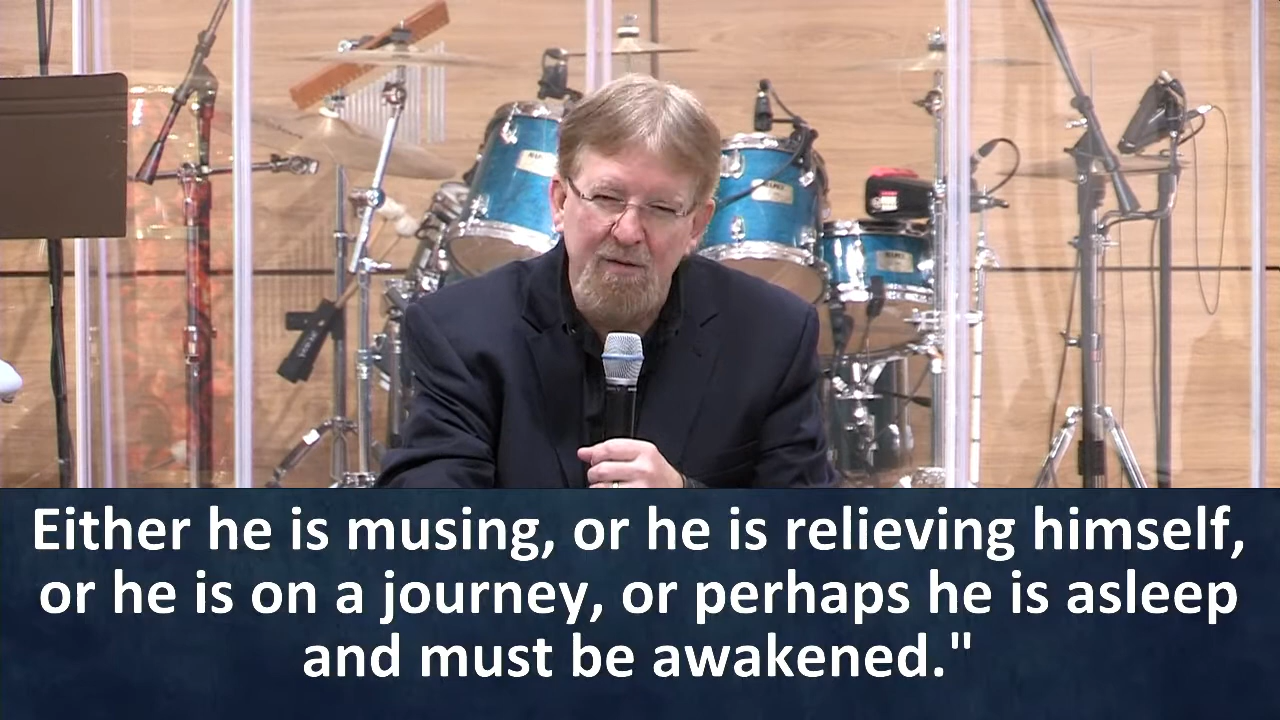 Either he is musing, or he is relieving himself,
or he is on a journey, or perhaps he is asleep
and must be awakened."